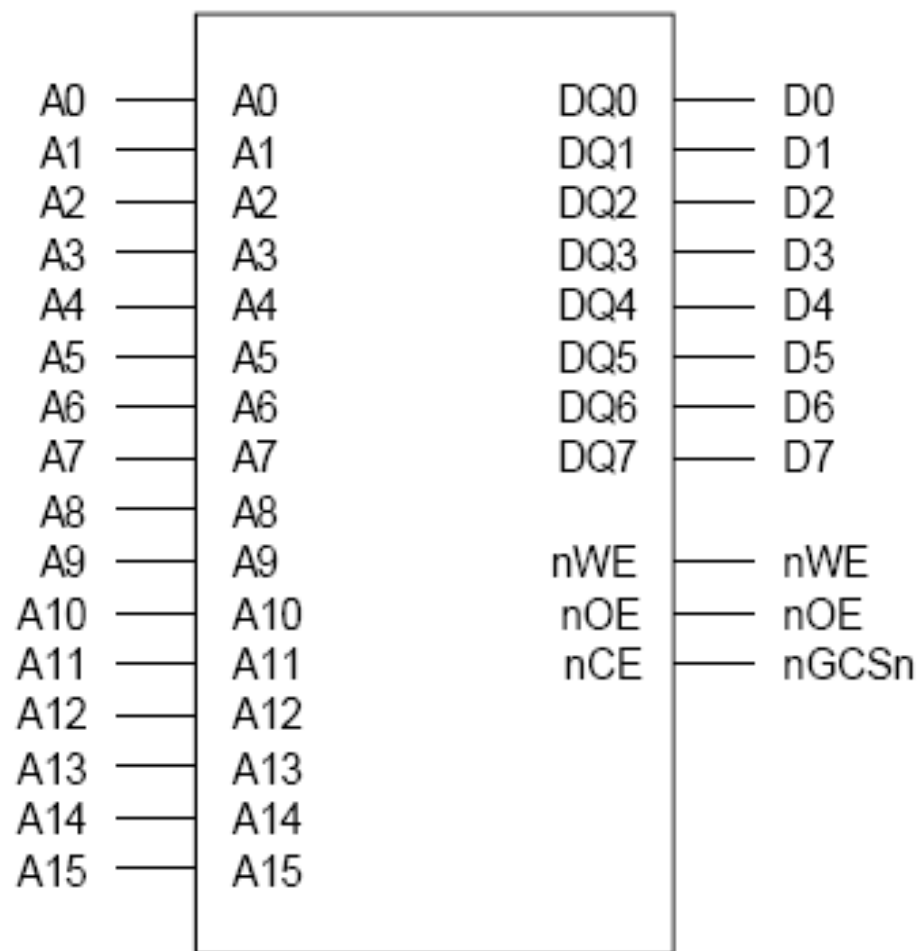 A0 A0 DQ0 D0
A1 A1 DQ1 D1
A2 A2 DQ2 D2
A3 A3 DQ3 D3
A4 A4 DQ4 D4
A5 A5 DQ5 D5
A6 A6 DQ6 D6
A7 A7 DQ7 D7
A8 A8
A9 A9 nWE nWE
A10 A10 nOE nOE
A11 A11 nCE nGCSn
A12 A12
A13 A13
A14 A14
A15 A15